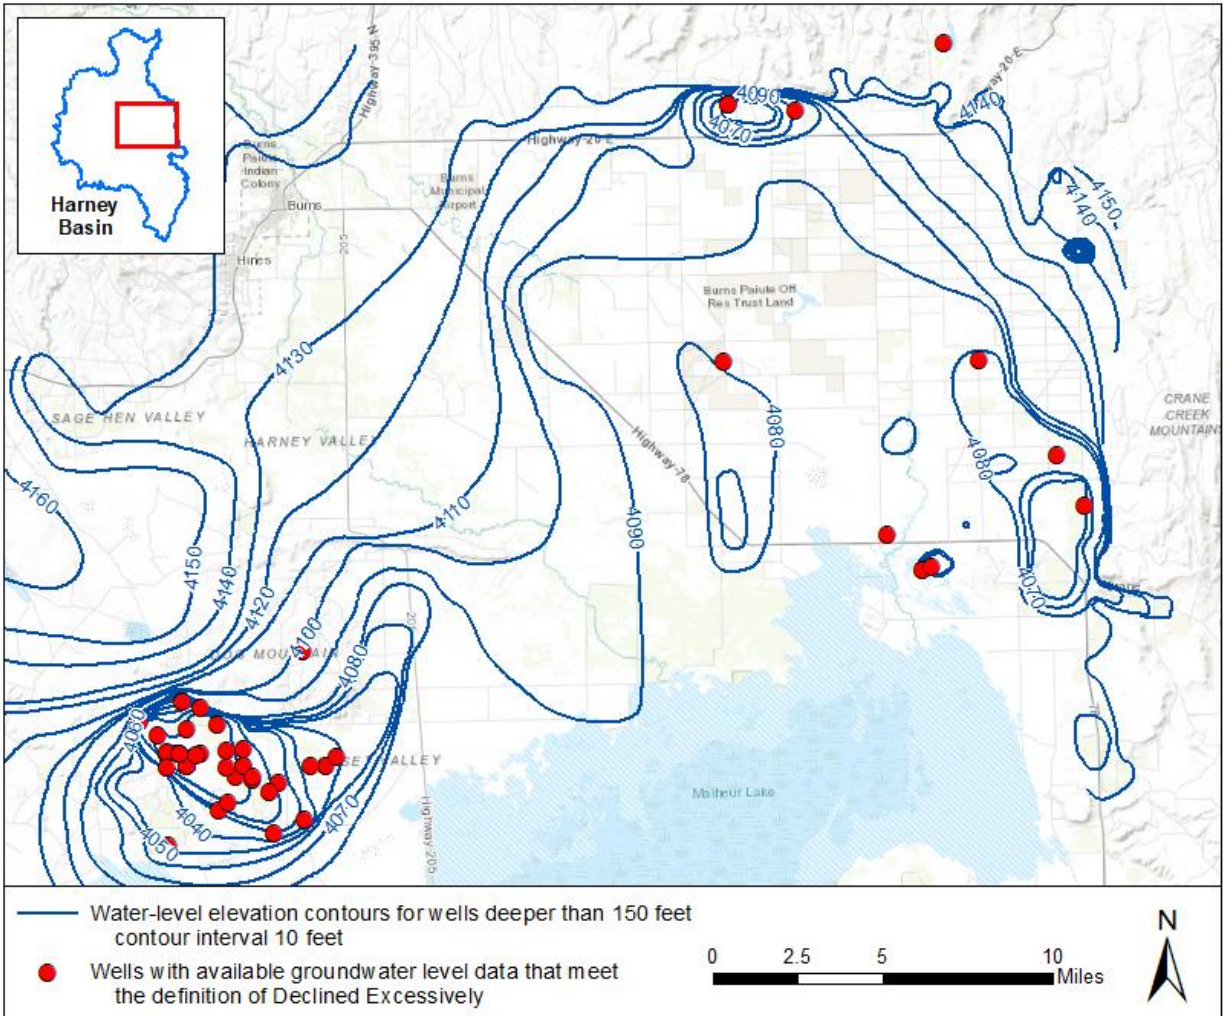 Harney
Basin
Highway 395 N
4090
4070
4140
Highway 20 E
Burns
Paiute
Indian
Colony
Burns
Municipal
Airport
4150
4140
Burns
205
Hines
Burns Paiute Off
Res Trust Land
4130
SAGE HEN VALLEY
HARNEY VALLEY
CRANE
CREEK
MOUNTAINS
4080
Highway 78
4080
4160
4110
4090
4150
4140
4120
4070
4100
4080
4060
Malheur Lake
4070
4040
4050
Highway 205
Water-level elevation contours for wells deeper than 150 feet
contour interval 10 feet
Wells with available groundwater level data that meet
the definition of Declined Excessively
0 2.5 5 10
Miles
N